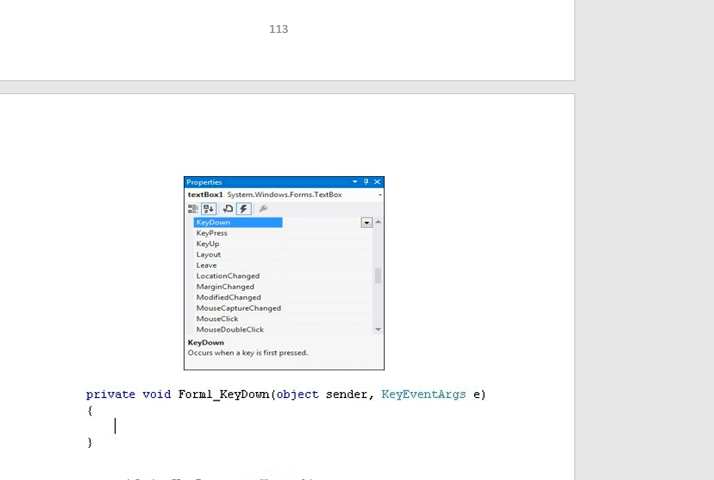 113
Properties
textBox1 System.Windows.Forms.TextBox
KeyDown
KeyPress
KeyUp
Layout
Leave
LocationChanged
MarginChanged
ModifiedChanged
MouseCaptureChanged
MouseClick
MouseDoubleClick
KeyDown
Occurs when a key is first pressed.
private void Form1_KeyDown(object sender, KeyEventArgs e)
{
}